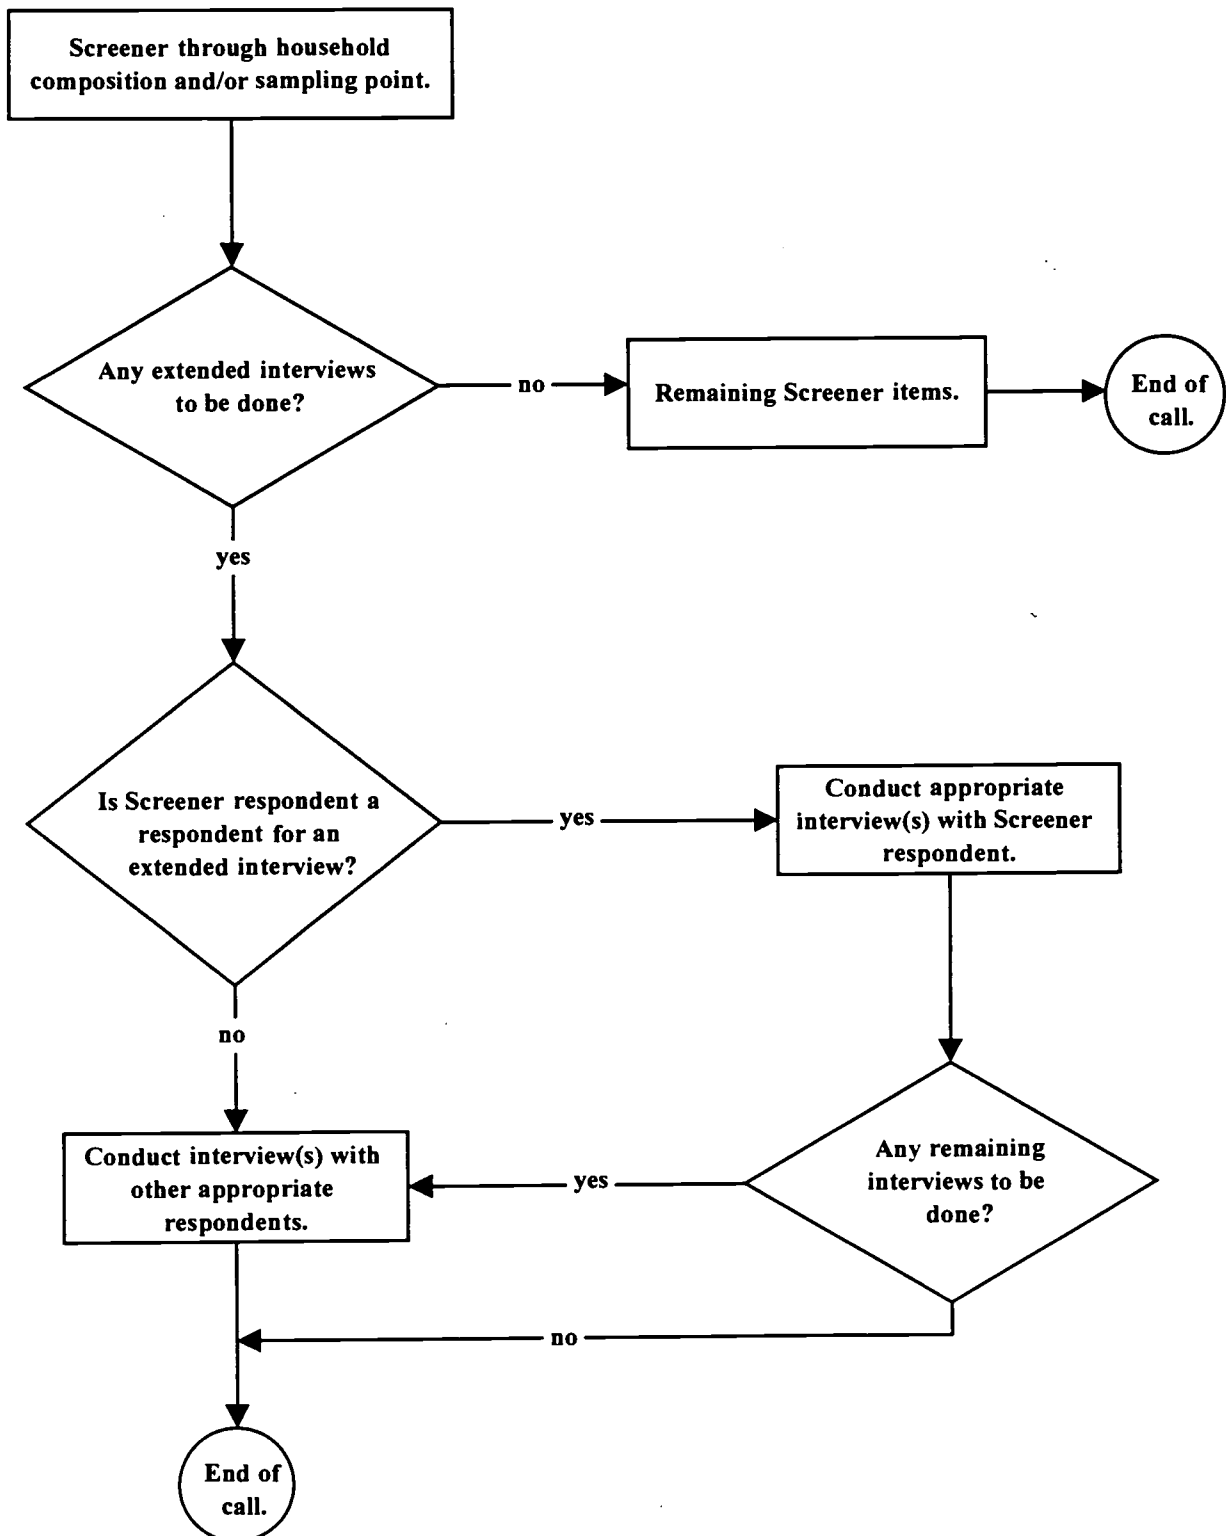 Screener through household
composition and/or sampling point.
Any extended interviews
to be done?
no
Remaining Screener items.
End of
call.
yes
Is Screener respondent a
respondent for an
extended interview?
yes
Conduct appropriate
interview(s) with Screener
respondent.
no
Conduct interview(s) with
other appropriate
respondents.
yes
Any remaining
interviews to be
done?
no
End of
call.